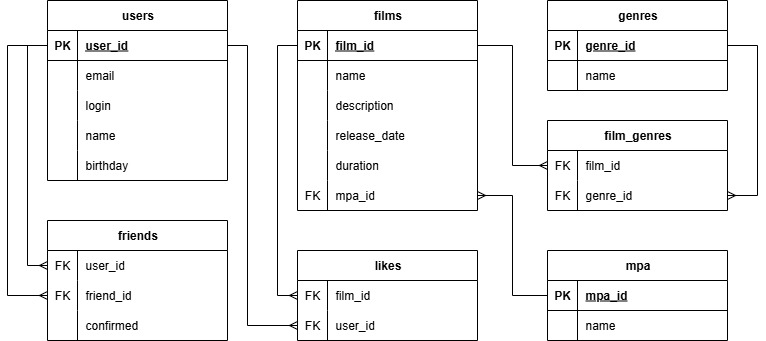 users
PK user_id
email
login
name
birthday
friends
FK user_id
FK friend_id
confirmed
films
PK film_id
name
description
release_date
duration
FK mpa_id
likes
FK film_id
FK user_id
genres
PK genre_id
name
film_genres
FK film_id
FK genre_id
mpa
PK mpa_id
name